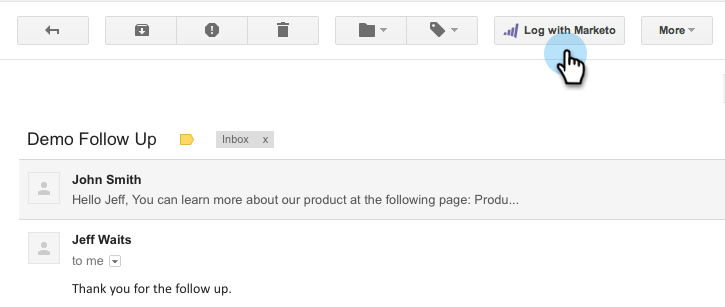 Log with Marketo
More
Demo Follow Up
Inbox x
John Smith
Hello Jeff, You can learn more about our product at the following page: Produ...
Jeff Waits
to me
Thank you for the follow up.